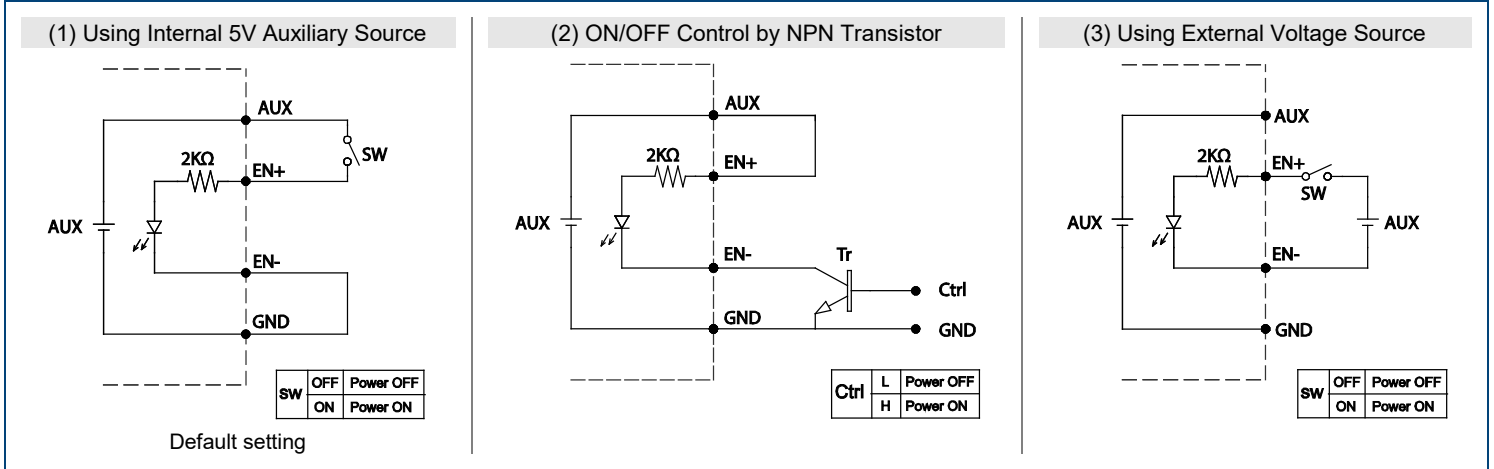 (1) Using Internal 5V Auxiliary Source
AUX
SW
2KΩ
EN+
AUX
EN-
GND
SW
OFF Power OFF
ON Power ON
Default setting
(2) ON/OFF Control by NPN Transistor
AUX
2KΩ
EN+
AUX
EN-
Tr
Ctrl
GND
GND
Ctrl
L Power OFF
H Power ON
(3) Using External Voltage Source
AUX
2KΩ
EN+
SW
AUX
AUX
EN-
GND
SW
OFF Power OFF
ON Power ON